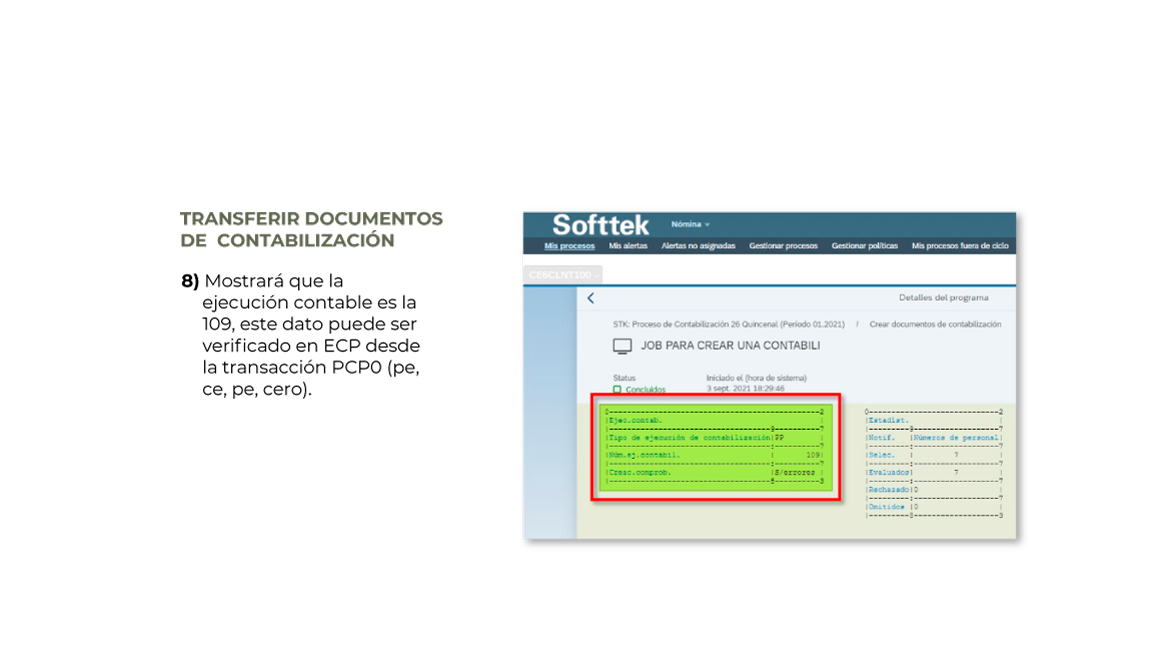 TRANSFERIR DOCUMENTOS
DE CONTABILIZACIÓN
8) Mostrará que la
ejecución contable es la
109, este dato puede ser
verificado en ECP desde
la transacción PCP0 (pe,
ce, pe, cero).
Softtek
Nómina
Mis procesos Mis alertas Alertas no asignadas Gestionar procesos Gestionar políticas Mis procesos fuera de ciclo
CE6CLNT100
Detalles del programa
STK: Proceso de Contabilización 26 Quincenal (Período 01.2021) / Crear documentos de contabilización
JOB PARA CREAR UNA CONTABILI
Status Iniciado el (hora de sistema)
Concluidos 3 sept. 2021 18:29:46
Ejec.contab.
Tipo de ejecución de contabilización PP
Núm.ej.contabil. 109
Creac.comprob. S/errores
Estadíst.
Notif. Números de personal
Selec. 7
Evaluados 7
Rechazado 0
Omitidos 0